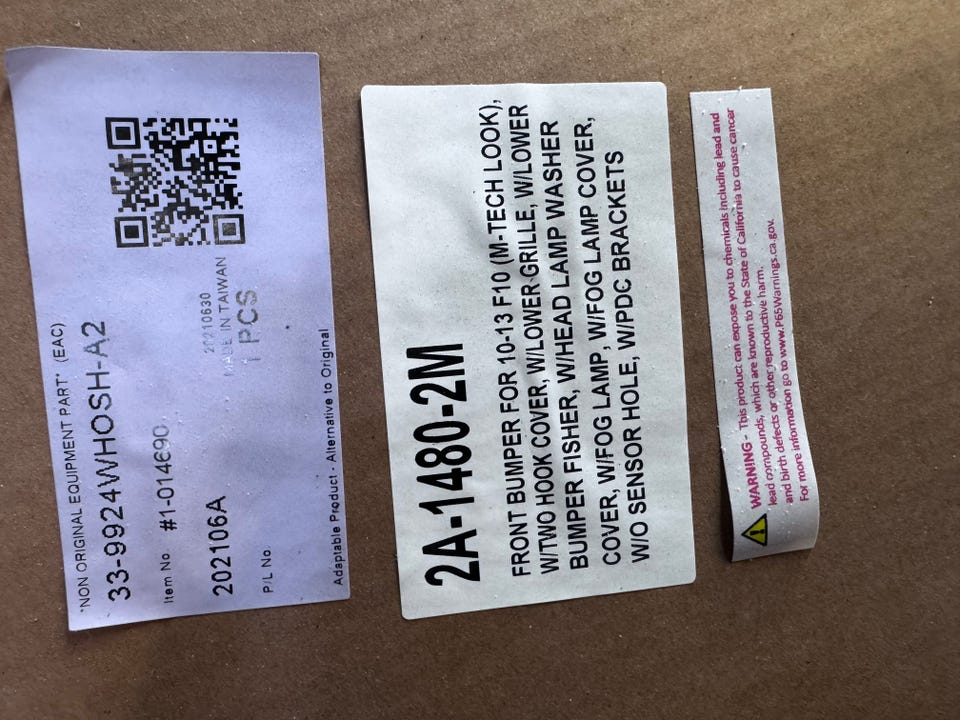 *NON ORIGINAL EQUIPMENT PART* (EAC)
33-9924WHOSH-A2
Item No. #1-014690
20210630
MADE IN TAIWAN
202106A 1 PCS
P/L No.
Adaptable Product - Alternative to Original
2A-1480-2M
FRONT BUMPER FOR 10-13 F10 (M-TECH LOOK),
W/TWO HOOK COVER, W/LOWER GRILLE, W/LOWER
BUMPER FISHER, W/HEAD LAMP WASHER
COVER, W/FOG LAMP, W/FOG LAMP COVER,
W/O SENSOR HOLE, W/PDC BRACKETS
WARNING - This product can expose you to chemicals including lead and
lead compounds, which are known to the State of California to cause cancer
and birth defects or other reproductive harm.
For more information go to www.P65Warnings.ca.gov.